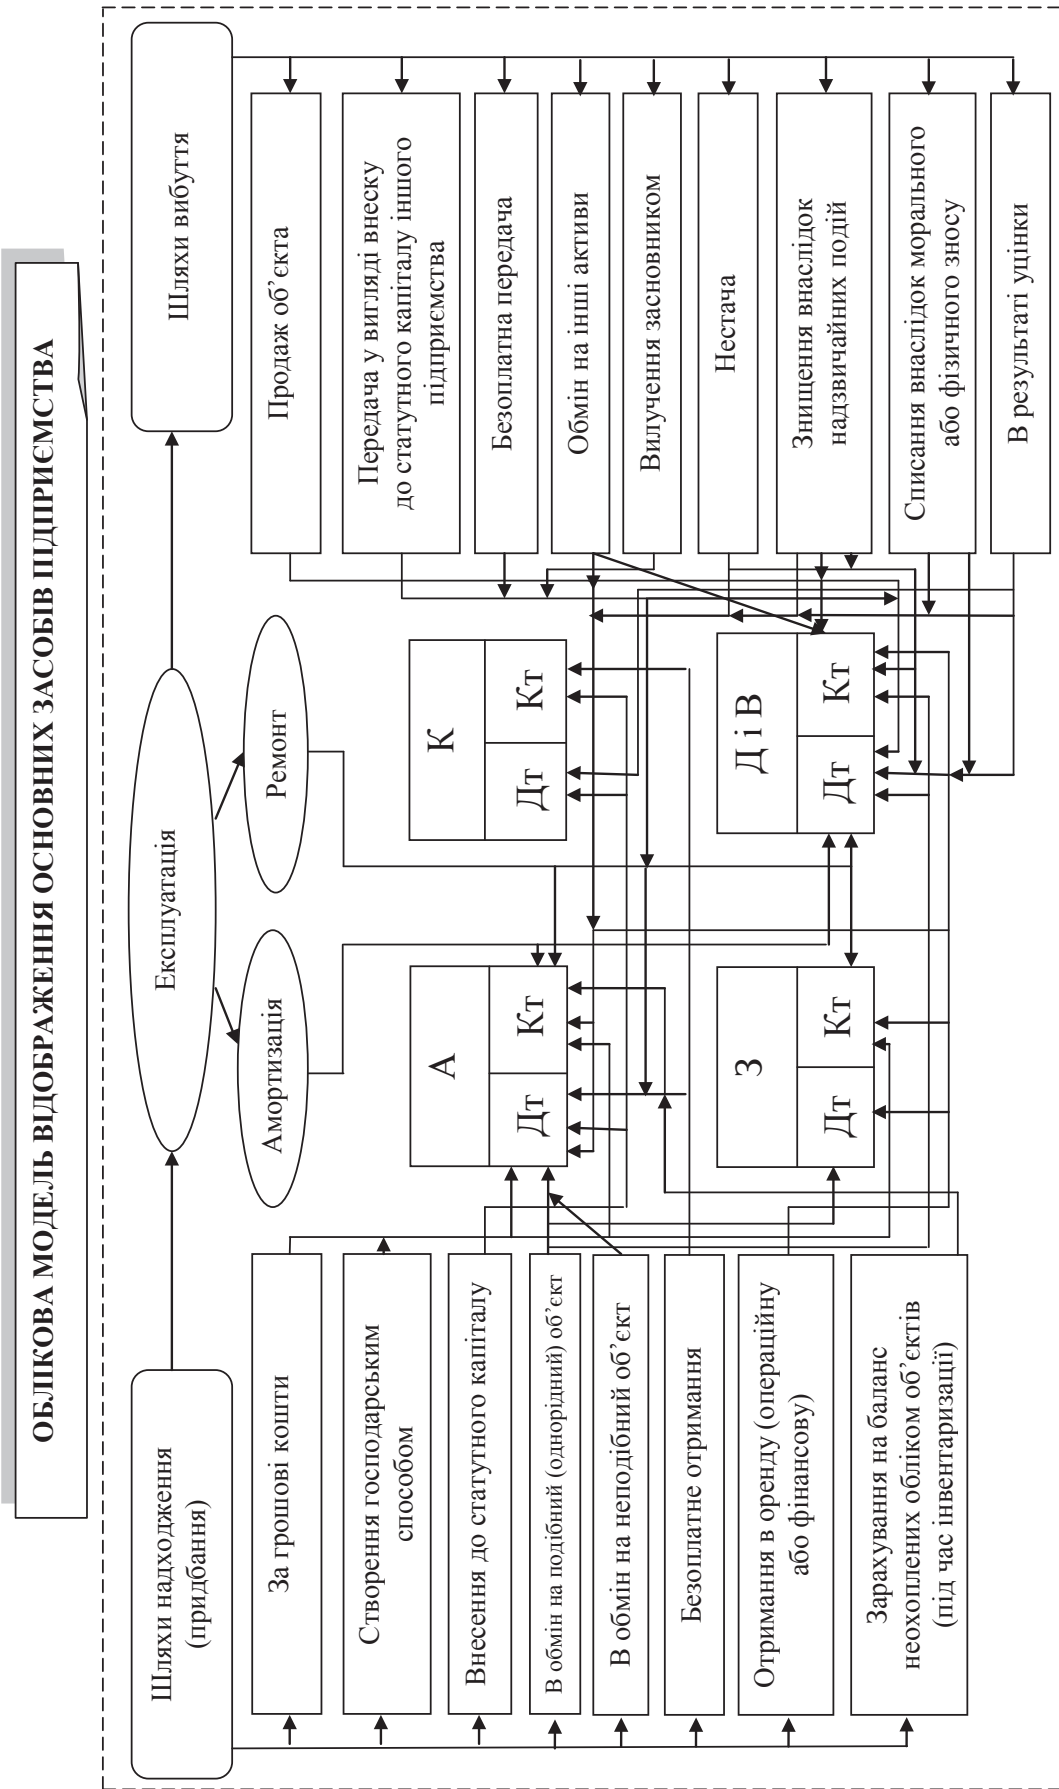 ОБЛІКОВА МОДЕЛЬ ВІДОБРАЖЕННЯ ОСНОВНИХ ЗАСОБІВ ПІДПРИЄМСТВА
Шляхи надходження
(придбання)
Експлуатація
Шляхи вибуття
Амортизація
Ремонт
За грошові кошти
Створення господарським
способом
Внесення до статутного капіталу
В обмін на подібний (однорідний) об’єкт
В обмін на неподібний об’єкт
Безоплатне отримання
Отримання в оренду (операційну
або фінансову)
Зарахування на баланс
неохоплених обліком об’єктів
(під час інвентаризації)
А
Дт Кт
К
Дт Кт
З
Дт Кт
Д і В
Дт Кт
Продаж об’єкта
Передача у вигляді внеску
до статутного капіталу іншого
підприємства
Безоплатна передача
Обмін на інші активи
Вилучення засновником
Нестача
Знищення внаслідок
надзвичайних подій
Списання внаслідок морального
або фізичного зносу
В результаті уцінки